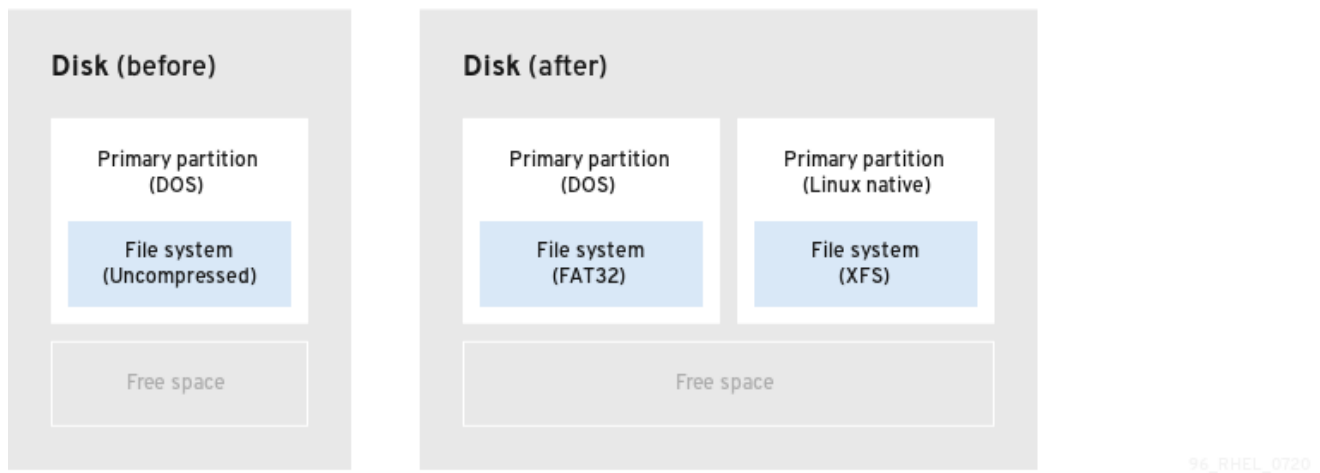 Disk (before)
Primary partition
(DOS)
File system
(Uncompressed)
Free space
Disk (after)
Primary partition
(DOS)
File system
(FAT32)
Primary partition
(Linux native)
File system
(XFS)
Free space
96_RHEL_0720